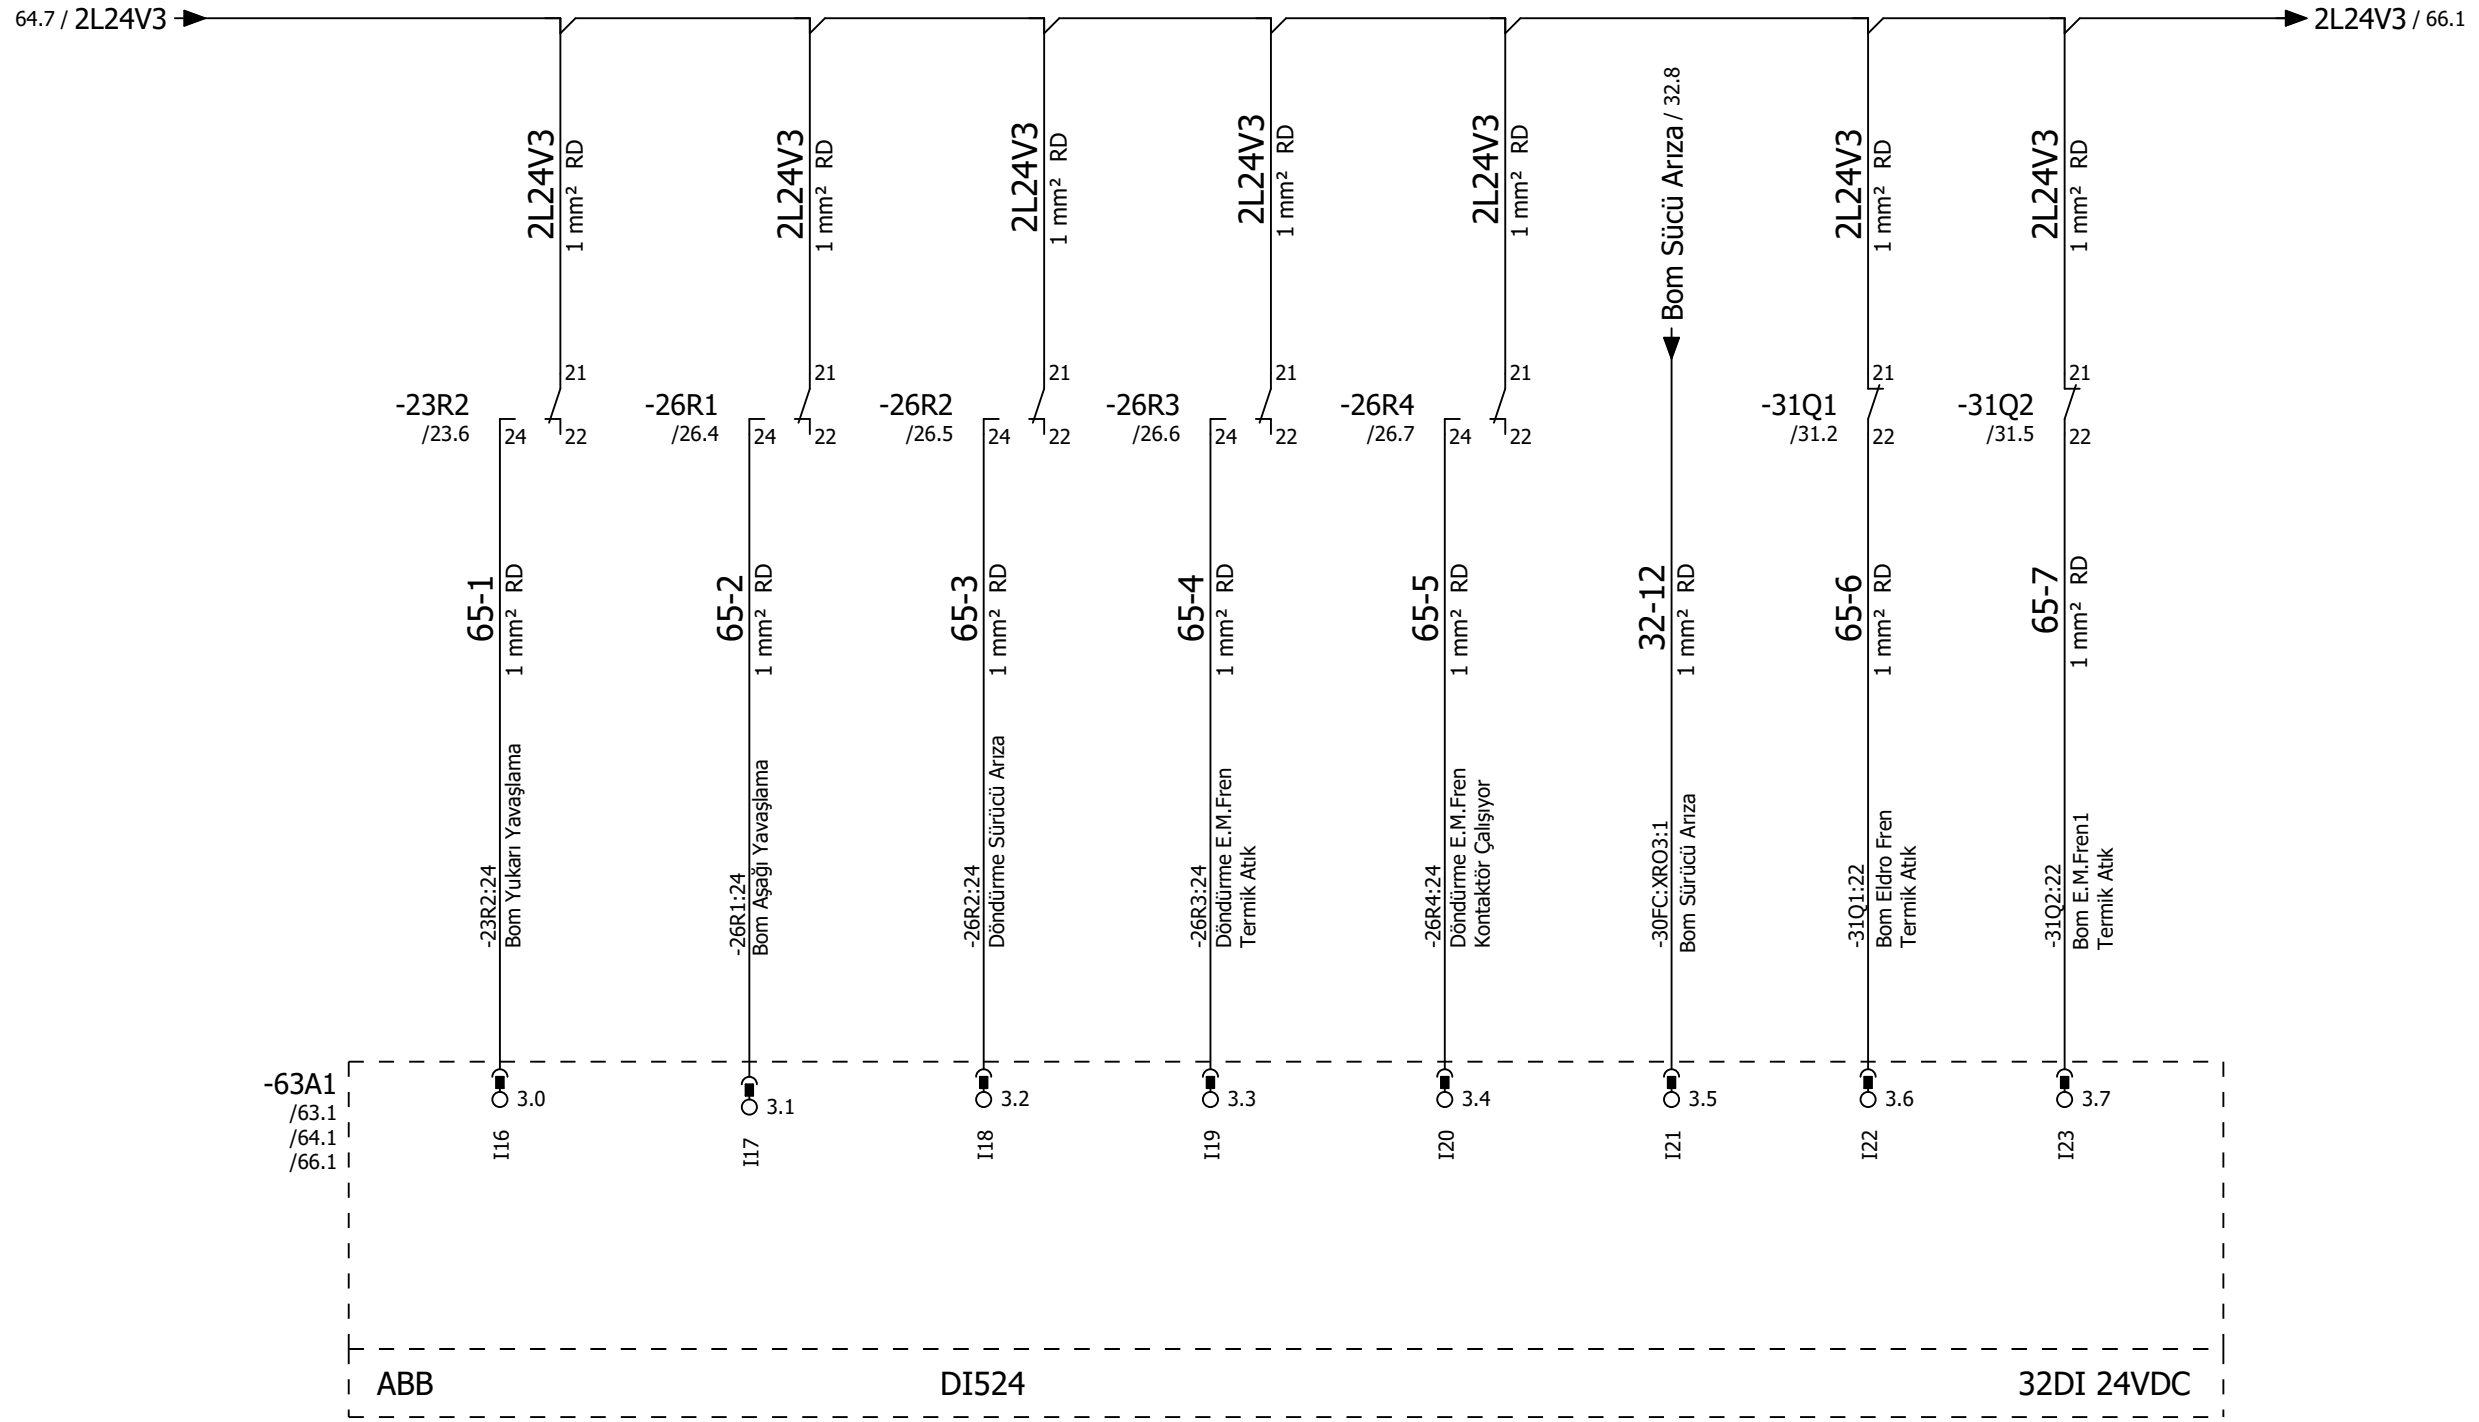 64.7 / 2L24V3
2L24V3 / 66.1
2L24V3
1 mm² RD
2L24V3
1 mm² RD
2L24V3
1 mm² RD
2L24V3
1 mm² RD
2L24V3
1 mm² RD
Bom Sücü Arıza / 32.8
2L24V3
1 mm² RD
2L24V3
1 mm² RD
-23R2
/23.6
21
24
22
-26R1
/26.4
21
24
22
-26R2
/26.5
21
24
22
-26R3
/26.6
21
24
22
-26R4
/26.7
21
24
22
-31Q1
/31.2
21
22
-31Q2
/31.5
21
22
65-1
1 mm² RD
65-2
1 mm² RD
65-3
1 mm² RD
65-4
1 mm² RD
65-5
1 mm² RD
32-12
1 mm² RD
65-6
1 mm² RD
65-7
1 mm² RD
-23R2:24
Bom Yukarı Yavaşlama
-26R1:24
Bom Aşağı Yavaşlama
-26R2:24
Döndürme Sürücü Arıza
-26R3:24
Döndürme E.M.Fren
Termik Atık
-26R4:24
Döndürme E.M.Fren
Kontaktör Çalışıyor
-30FC:XRO3:1
Bom Sürücü Arıza
-31Q1:22
Bom Eldro Fren
Termik Atık
-31Q2:22
Bom E.M.Fren1
Termik Atık
-63A1
/63.1
/64.1
/66.1
3.0
3.1
3.2
3.3
3.4
3.5
3.6
3.7
I16
I17
I18
I19
I20
I21
I22
I23
ABB
DI524
32DI 24VDC